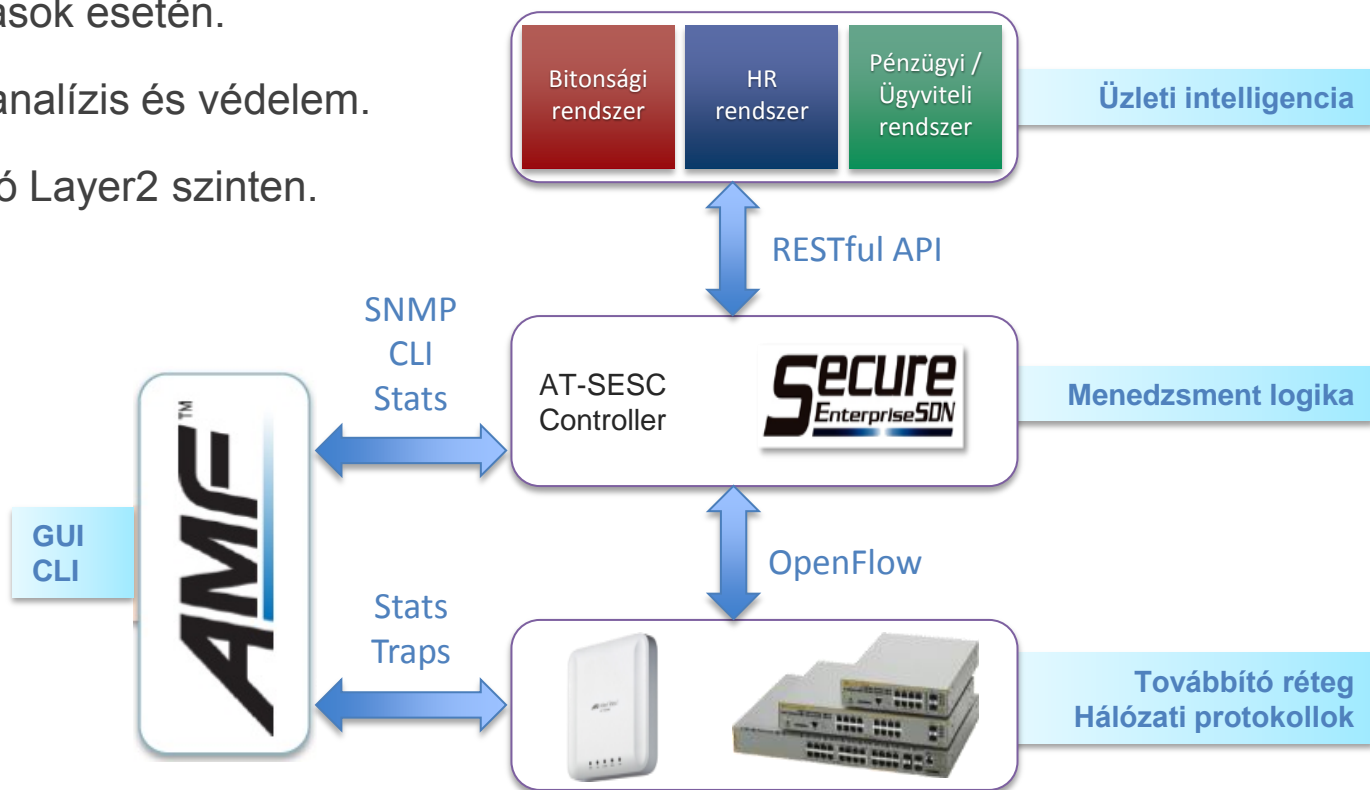 ások esetén.
analízis és védelem.
ó Layer2 szinten.
Bitonsági
rendszer
HR
rendszer
Pénzügyi /
Ügyviteli
rendszer
Üzleti intelligencia
RESTful API
SNMP
CLI
Stats
AT-SESC
Controller
Secure
EnterpriseSDN
Menedzsment logika
AMF™
GUI
CLI
OpenFlow
Stats
Traps
Továbbító réteg
Hálózati protokollok